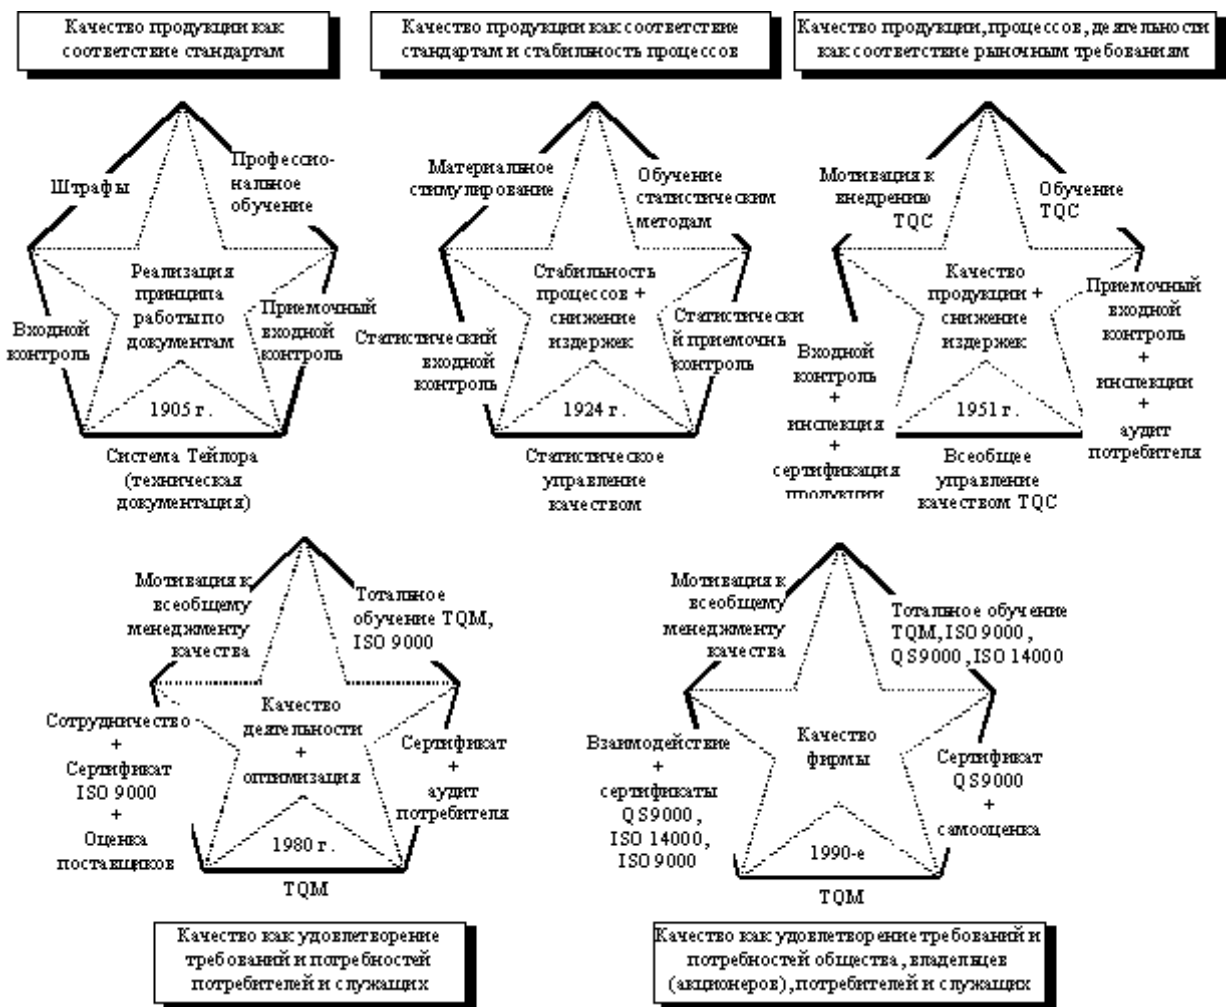 Качество продукции как
соответствие стандартам
Качество продукции как соответствие
стандартам и стабильность процессов
Качество продукции, процессов, деятельности
как соответствие рыночным требованиям
Штрафы
Профессио-
нальное
обучение
Реализация
принципа
работы по
документам
Входной
контроль
Приемочный
входной
контроль
1905 г.
Система Тейлора
(техническая
документация)
Материальное
стимулирование
Обучение
статистическим
методам
Стабильность
процессов +
снижение
издержек
Статистический
входной
контроль
Статистически
й приемочнь
контроль
1924 г.
Статистическое
управление
качеством
Мотивация к
внедрению
TQC
Обучение
TQC
Качество
продукции +
снижение
издержек
Входной
контроль
+
инспекция
+
сертификация
продукции
Приемочный
входной
контроль
+
инспекции
+
аудит
потребителя
1951 г.
Всеобщее
управление
качеством TQC
Мотивация к
всеобщему
менеджменту
качества
Тотальное
обучение TQM,
ISO 9000
Качество
деятельности
+
оптимизация
Сотрудничество
+
Сертификат
ISO 9000
+
Оценка
поставщиков
Сертификат
+
аудит
потребителя
1980 г.
TQM
Качество как удовлетворение
требований и потребностей
потребителей и служащих
Мотивация к
всеобщему
менеджменту
качества
Тотальное обучение
TQM, ISO 9000,
QS9000, ISO 14000
Качество
фирмы
Взаимодействие
+
сертификаты
QS9000,
ISO 14000,
ISO 9000
Сертификат
QS9000
+
самооценка
1990-е
TQM
Качество как удовлетворение требований и
потребностей общества, владельцев
(акционеров), потребителей и служащих